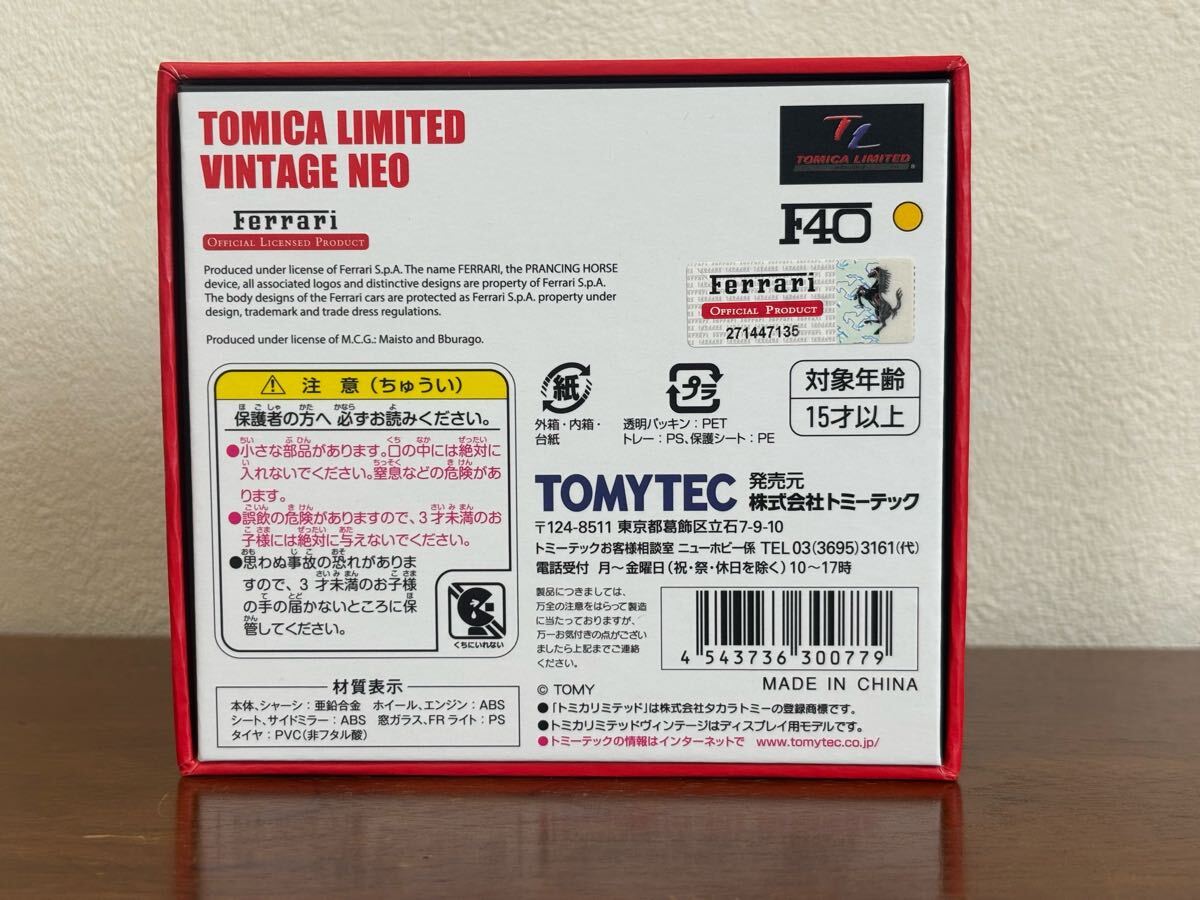 TOMICA LIMITED
VINTAGE NEO
TL
TOMICA LIMITED
Ferrari
OFFICIAL LICENSED PRODUCT
F40
Produced under license of Ferrari S.p.A. The name FERRARI, the PRANCING HORSE
device, all associated logos and distinctive designs are property of Ferrari S.p.A.
The body designs of the Ferrari cars are protected as Ferrari S.p.A. property under
design, trademark and trade dress regulations.
Produced under license of M.C.G.: Maisto and Bburago.
Ferrari
OFFICIAL PRODUCT
271447135
注 意（ちゅうい）
保護者の方へ 必ずお読みください。
●小さな部品があります。口の中には絶対に
入れないでください。窒息などの危険があ
ります。
●誤飲の危険がありますので、3才未満のお
子様には絶対に与えないでください。
●思わぬ事故の恐れがありま
すので、3才未満のお子様
の手の届かないところに保
管してください。
くちにいれない
材質表示
本体、シャーシ：亜鉛合金 ホイール、エンジン：ABS
シート、サイドミラー：ABS 窓ガラス、FRライト：PS
タイヤ：PVC（非フタル酸）
紙
外箱・内箱・
台紙
プラ
透明パッキン：PET
トレー：PS、保護シート：PE
対象年齢
15才以上
TOMYTEC
発売元
株式会社トミーテック
〒124-8511 東京都葛飾区立石7-9-10
トミーテックお客様相談室 ニューホビー係 TEL 03(3695)3161(代)
電話受付 月～金曜日（祝・祭・休日を除く）10～17時
製品につきましては、
万全の注意をはらって製造
に当たっておりますが、
万一お気付きの点がござい
ましたら上記までご連絡
ください。
4 543736 300779
© TOMY
MADE IN CHINA
●「トミカリミテッド」は株式会社タカラトミーの登録商標です。
●トミカリミテッドヴィンテージはディスプレイ用モデルです。
●トミーテックの情報はインターネットで www.tomytec.co.jp/